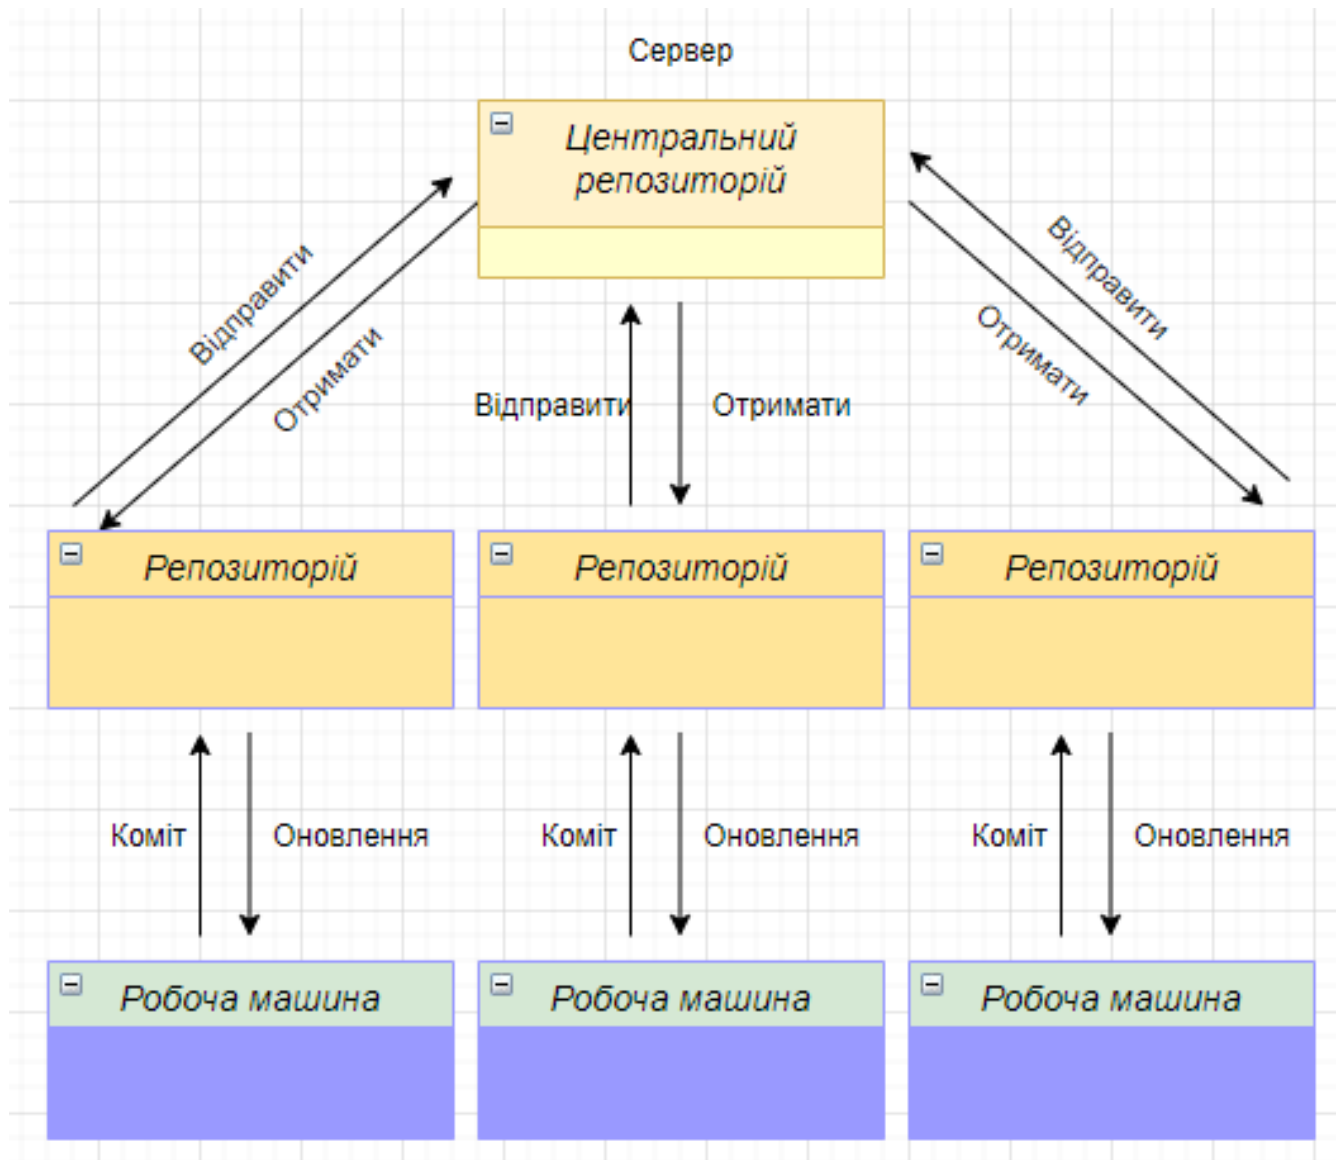 Сервер
Центральний
репозиторій
Відправити
Отримати
Відправити
Отримати
Відправити
Отримати
Репозиторій
Репозиторій
Репозиторій
Коміт
Оновлення
Коміт
Оновлення
Коміт
Оновлення
Робоча машина
Робоча машина
Робоча машина